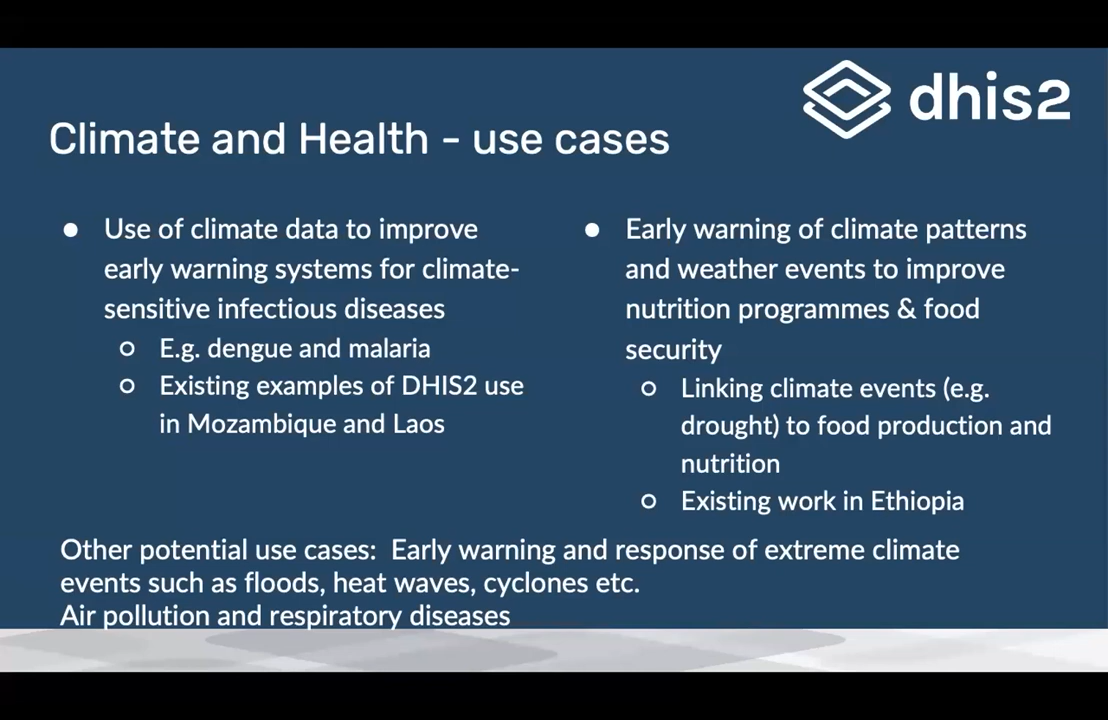 dhis2
Climate and Health - use cases
● Use of climate data to improve
early warning systems for climate-
sensitive infectious diseases
○ E.g. dengue and malaria
○ Existing examples of DHIS2 use
in Mozambique and Laos
● Early warning of climate patterns
and weather events to improve
nutrition programmes & food
security
○ Linking climate events (e.g.
drought) to food production and
nutrition
○ Existing work in Ethiopia
Other potential use cases: Early warning and response of extreme climate
events such as floods, heat waves, cyclones etc.
Air pollution and respiratory diseases